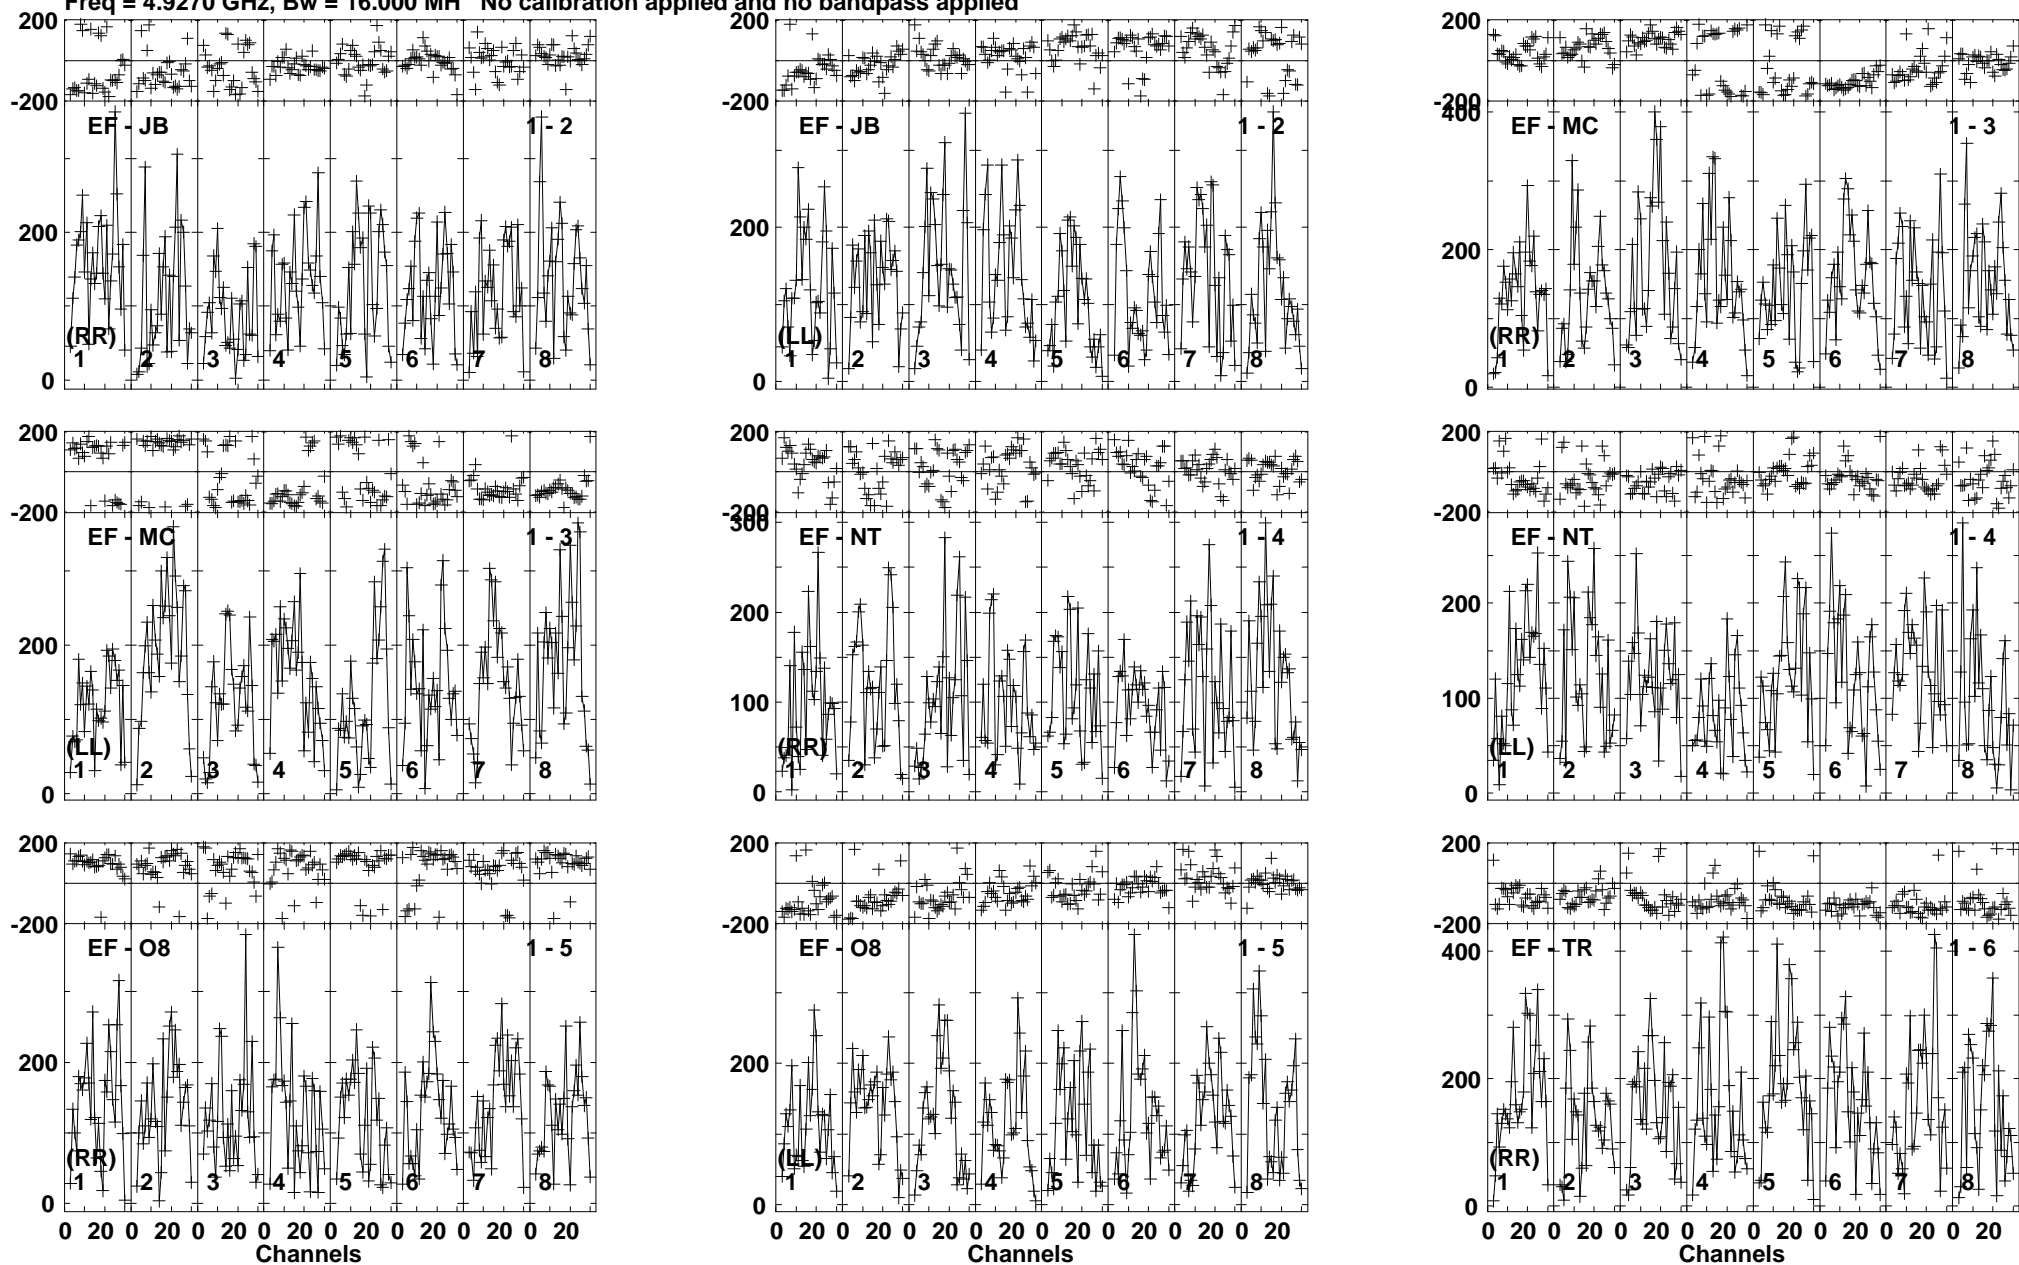 Freq = 4.9270 GHz, Bw = 16.000 MH No calibration applied and no bandpass applied
200 200 200
-200 -200 -200
EF - JB 1 - 2 EF - JB 1 - 2 400 EF - MC 1 - 3
200 200 200
(RR) (LL) (RR)
1 2 3 4 5 6 7 8 1 2 3 4 5 6 7 8 1 2 3 4 5 6 7 8
0 0 0
200 200 200
-200 -200 -200
EF - MC 1 - 3 300 EF - NT 1 - 4 EF - NT 1 - 4
200 200 200
100 100
(LL) (RR) (LL)
1 2 3 4 5 6 7 8 1 2 3 4 5 6 7 8 1 2 3 4 5 6 7 8
0 0 0
200 200 200
-200 -200 -200
EF - O8 1 - 5 EF - O8 1 - 5 400 EF - TR 1 - 6
200 200 200
(RR) (LL) (RR)
1 2 3 4 5 6 7 8 1 2 3 4 5 6 7 8 1 2 3 4 5 6 7 8
0 0 0
0 20 0 20 0 20 0 20 0 20 0 20 0 20 0 20 0 20 0 20 0 20 0 20 0 20 0 20 0 20 0 20 0 20 0 20 0 20 0 20 0 20 0 20 0 20 0 20
Channels Channels Channels